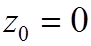 z₀ = 0